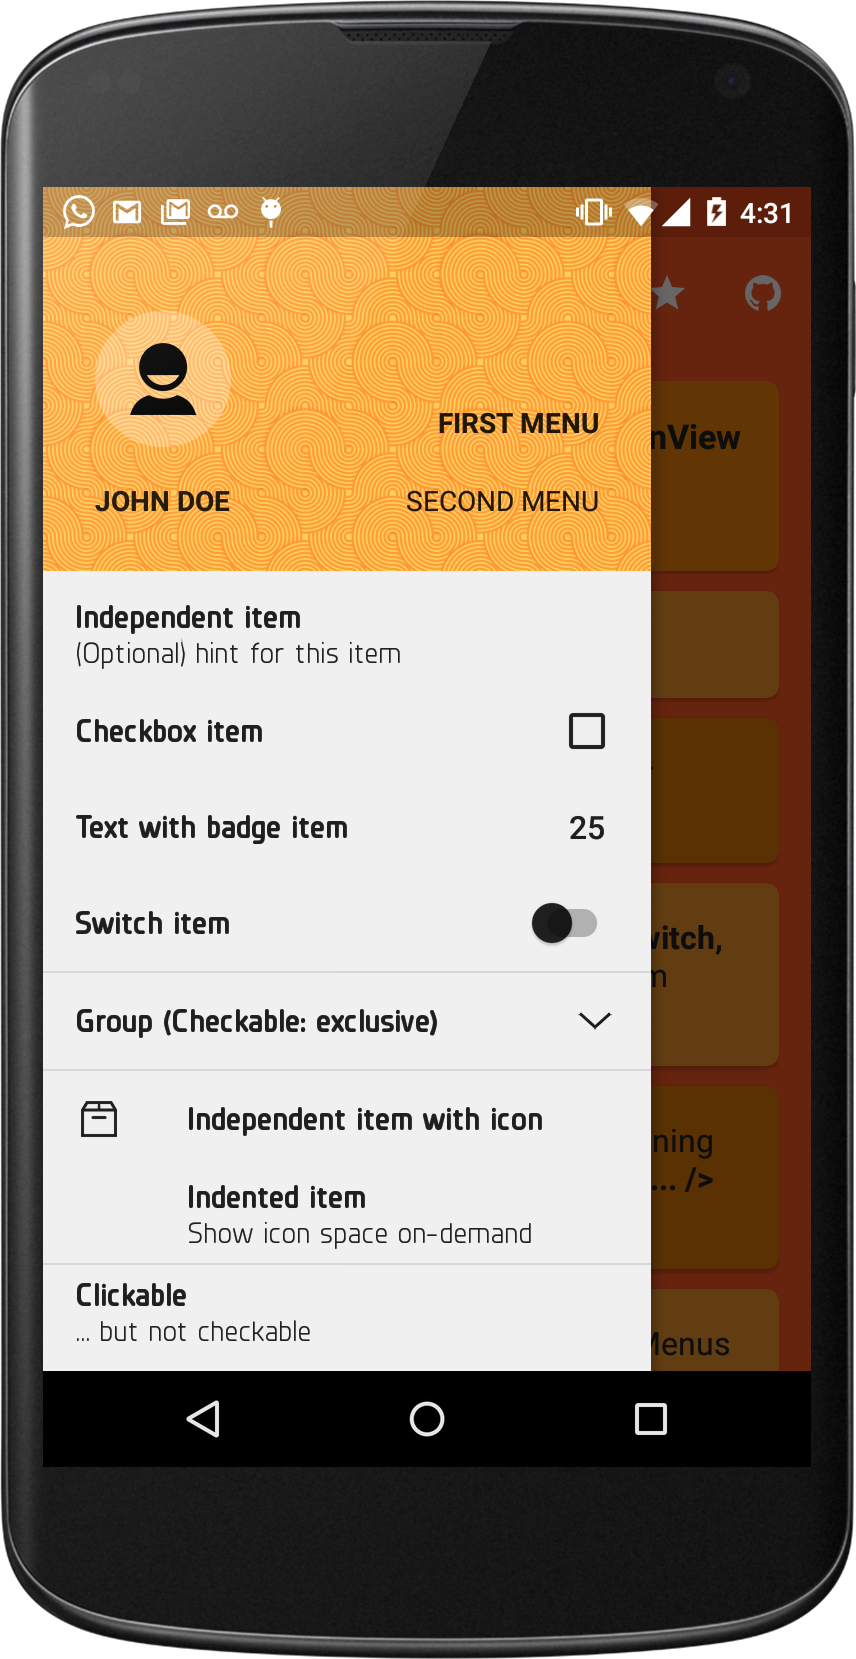 4:31
FIRST MENU
JOHN DOE
SECOND MENU
nView
Independent item
(Optional) hint for this item
Checkbox item
Text with badge item
25
Switch item
witch,
Group (Checkable: exclusive)
Independent item with icon
ning
... />
Indented item
Show icon space on-demand
Clickable
... but not checkable
Menus